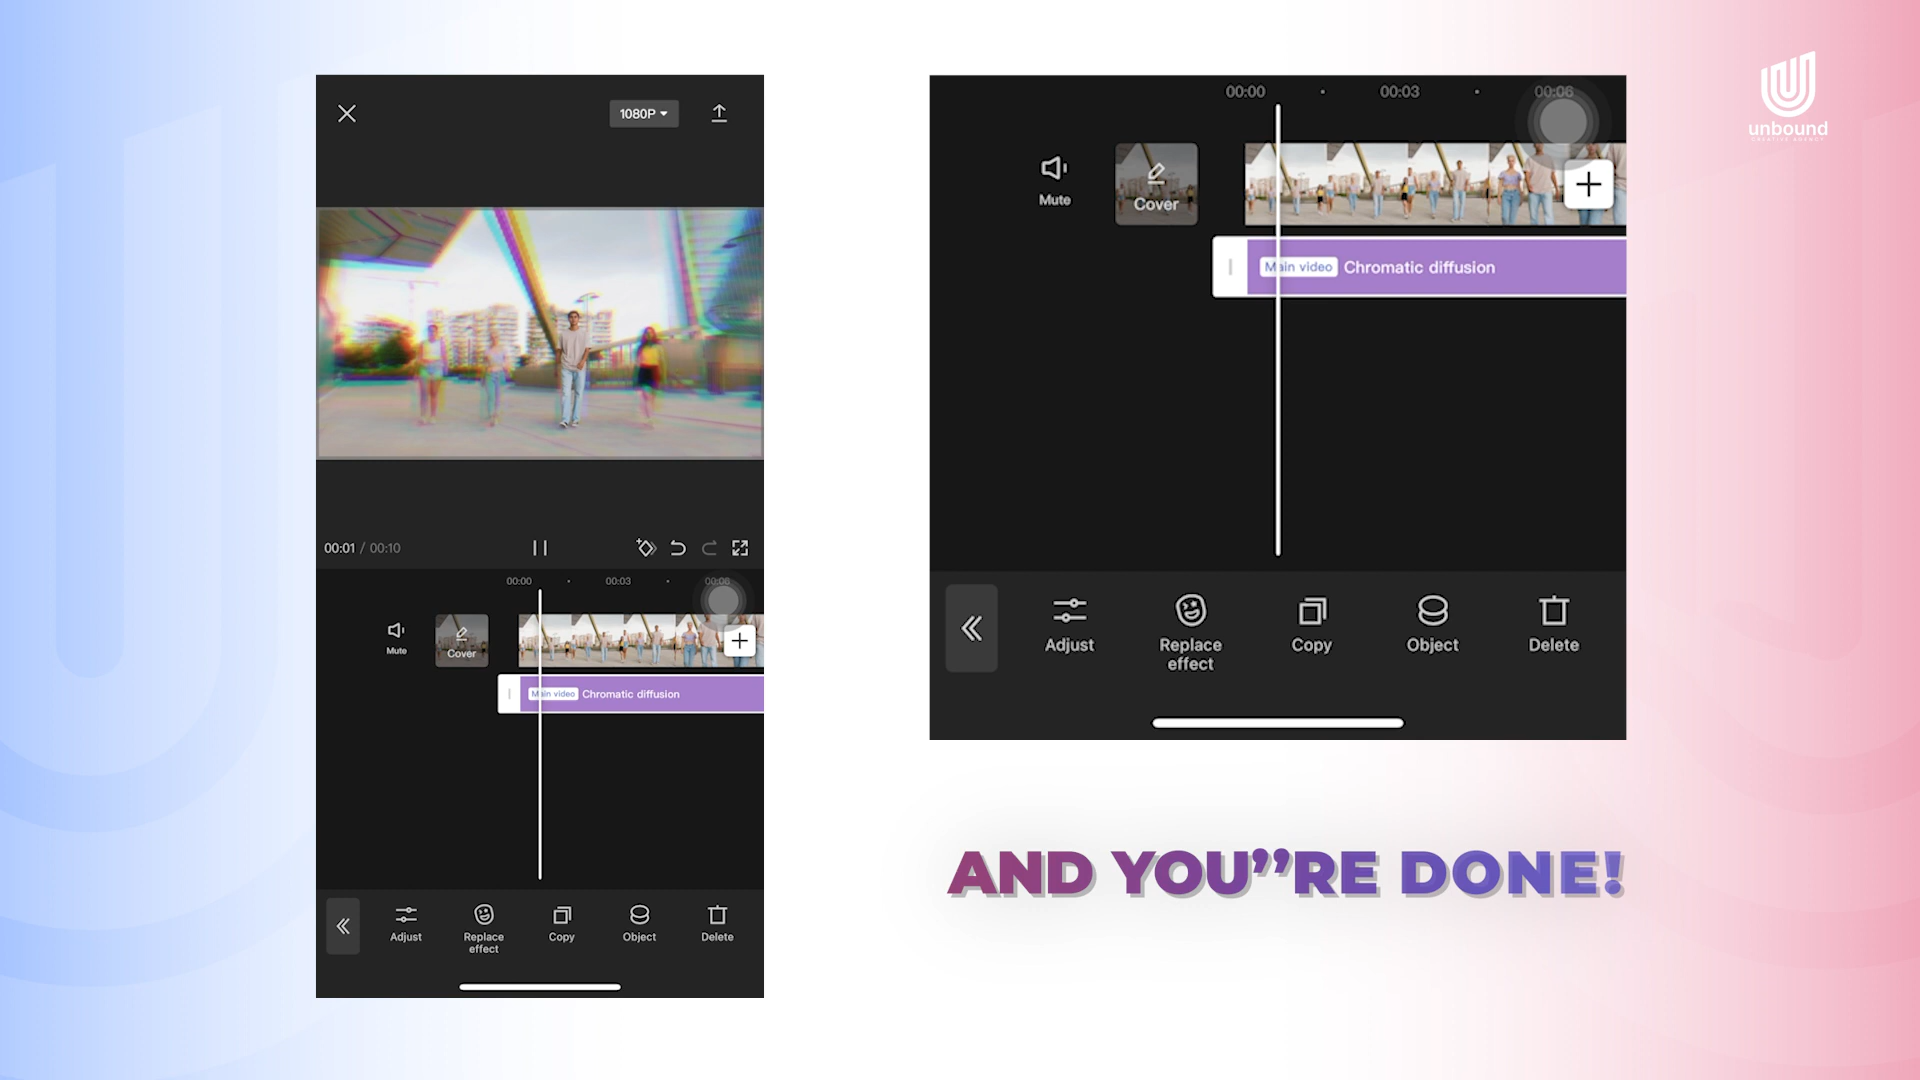 1080P
00:01 / 00:10
00:00
00:03
00:06
Mute
Cover
Main video Chromatic diffusion
Adjust
Replace
effect
Copy
Object
Delete
00:00
00:03
00:06
Mute
Cover
Main video Chromatic diffusion
Adjust
Replace
effect
Copy
Object
Delete
AND YOU’’RE DONE!
unbound
CREATIVE AGENCY